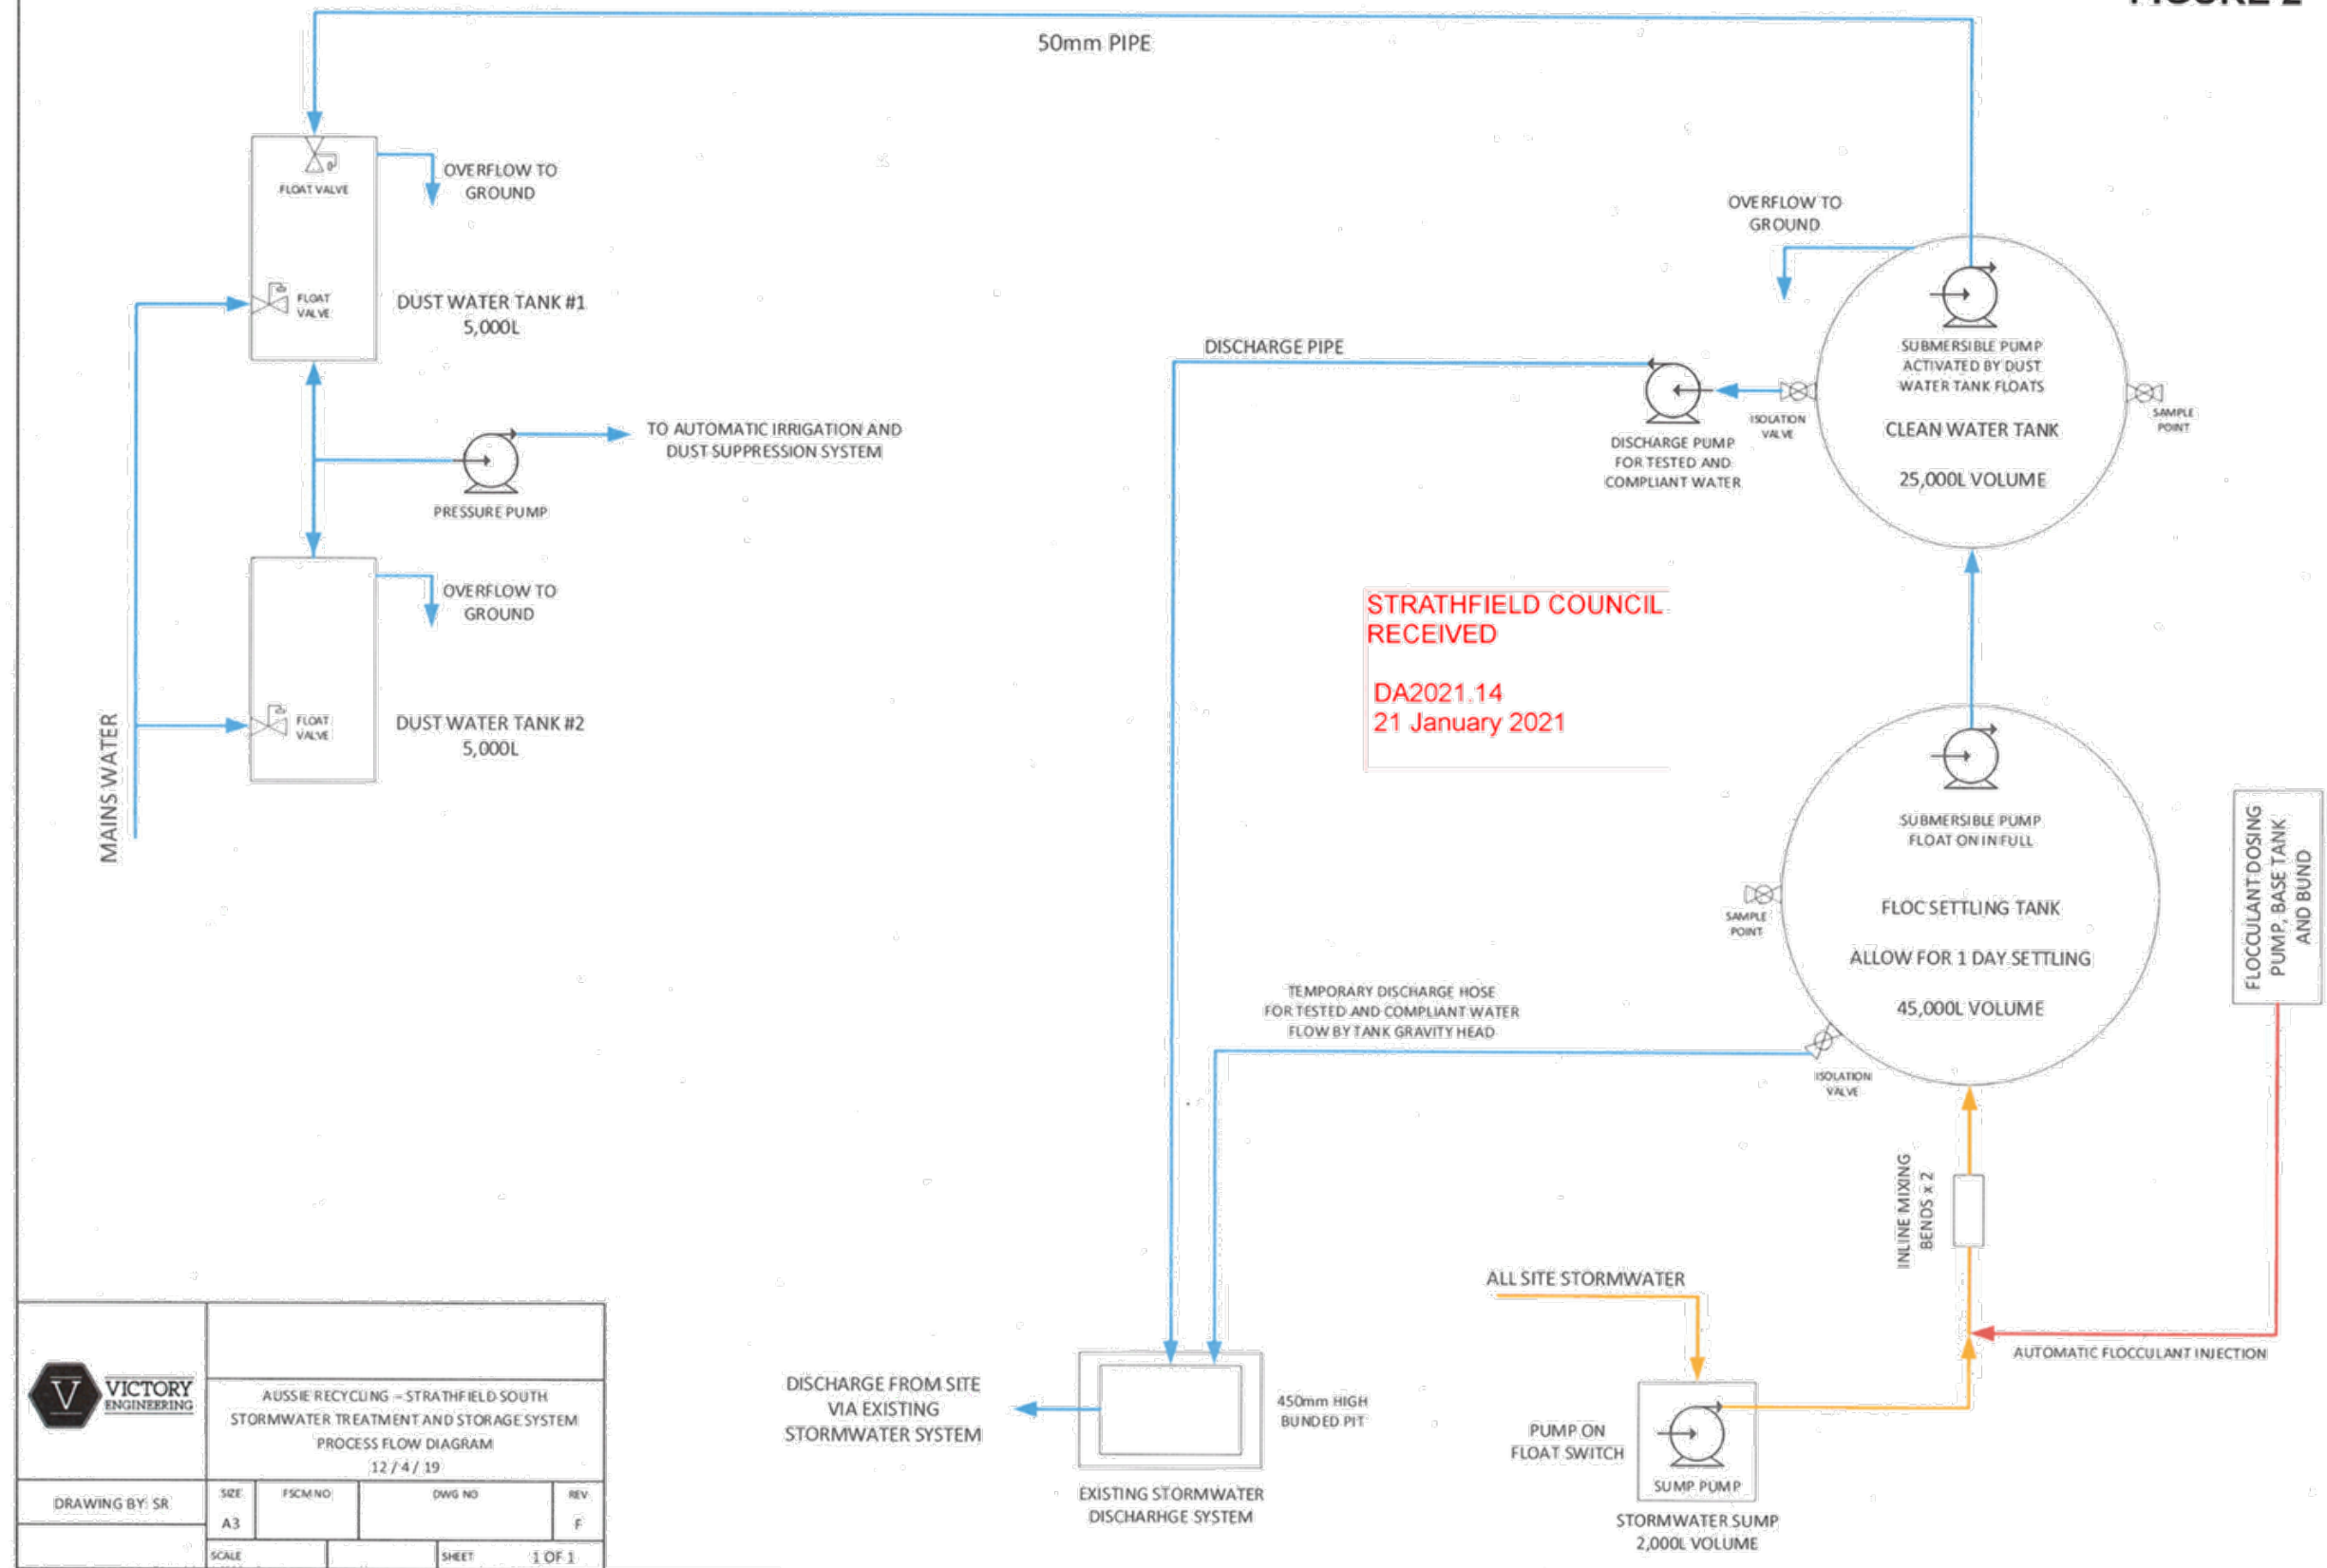 FIGURE 2
50mm PIPE
FLOAT VALVE
OVERFLOW TO
GROUND
FLOAT
VALVE
DUST WATER TANK #1
5,000L
TO AUTOMATIC IRRIGATION AND
DUST SUPPRESSION SYSTEM
PRESSURE PUMP
OVERFLOW TO
GROUND
FLOAT
VALVE
DUST WATER TANK #2
5,000L
MAINS WATER
OVERFLOW TO
GROUND
DISCHARGE PIPE
SUBMERSIBLE PUMP
ACTIVATED BY DUST
WATER TANK FLOATS
CLEAN WATER TANK
25,000L VOLUME
SAMPLE
POINT
ISOLATION
VALVE
DISCHARGE PUMP
FOR TESTED AND
COMPLIANT WATER
STRATHFIELD COUNCIL
RECEIVED
DA2021.14
21 January 2021
SUBMERSIBLE PUMP
FLOAT ON IN FULL
FLOC SETTLING TANK
ALLOW FOR 1 DAY SETTLING
45,000L VOLUME
SAMPLE
POINT
FLOCCULANT DOSING
PUMP, BASE TANK
AND BUND
TEMPORARY DISCHARGE HOSE
FOR TESTED AND COMPLIANT WATER
FLOW BY TANK GRAVITY HEAD
ISOLATION
VALVE
INLINE MIXING
BENDS x 2
ALL SITE STORMWATER
AUTOMATIC FLOCCULANT INJECTION
PUMP ON
FLOAT SWITCH
SUMP PUMP
STORMWATER SUMP
2,000L VOLUME
DISCHARGE FROM SITE
VIA EXISTING
STORMWATER SYSTEM
450mm HIGH
BUNDED PIT
EXISTING STORMWATER
DISCHARHGE SYSTEM
V
VICTORY
ENGINEERING
AUSSIE RECYCLING – STRATHFIELD SOUTH
STORMWATER TREATMENT AND STORAGE SYSTEM
PROCESS FLOW DIAGRAM
12 / 4 / 19
DRAWING BY: SR
SIZE
A3
FSCM NO
DWG NO
REV
F
SCALE
SHEET
1 OF 1